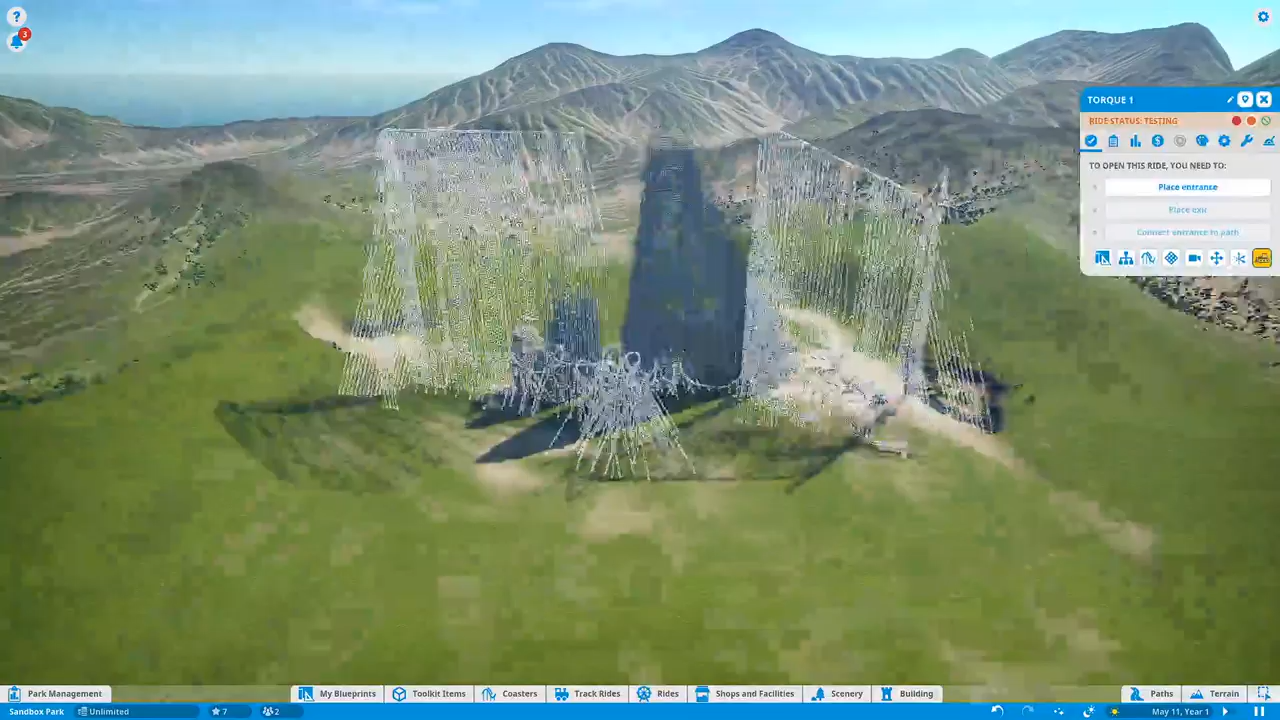 ?
3
TORQUE 1
RIDE STATUS: TESTING
TO OPEN THIS RIDE, YOU NEED TO:
Place entrance
Place exit
Connect entrance to path
Park Management
My Blueprints
Toolkit Items
Coasters
Track Rides
Rides
Shops and Facilities
Scenery
Building
Paths
Terrain
Sandbox Park
Unlimited
7
2
May 11, Year 1